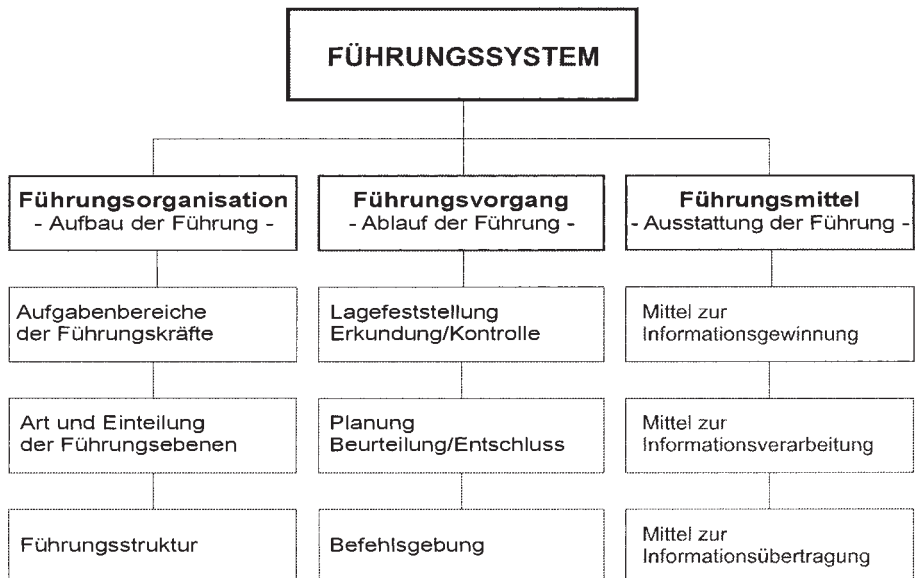 FÜHRUNGSSYSTEM
Führungsorganisation
- Aufbau der Führung -
Aufgabenbereiche
der Führungskräfte
Art und Einteilung
der Führungsebenen
Führungsstruktur
Führungsvorgang
- Ablauf der Führung -
Lagefeststellung
Erkundung/Kontrolle
Planung
Beurteilung/Entschluss
Befehlsgebung
Führungsmittel
- Ausstattung der Führung -
Mittel zur
Informationsgewinnung
Mittel zur
Informationsverarbeitung
Mittel zur
Informationsübertragung